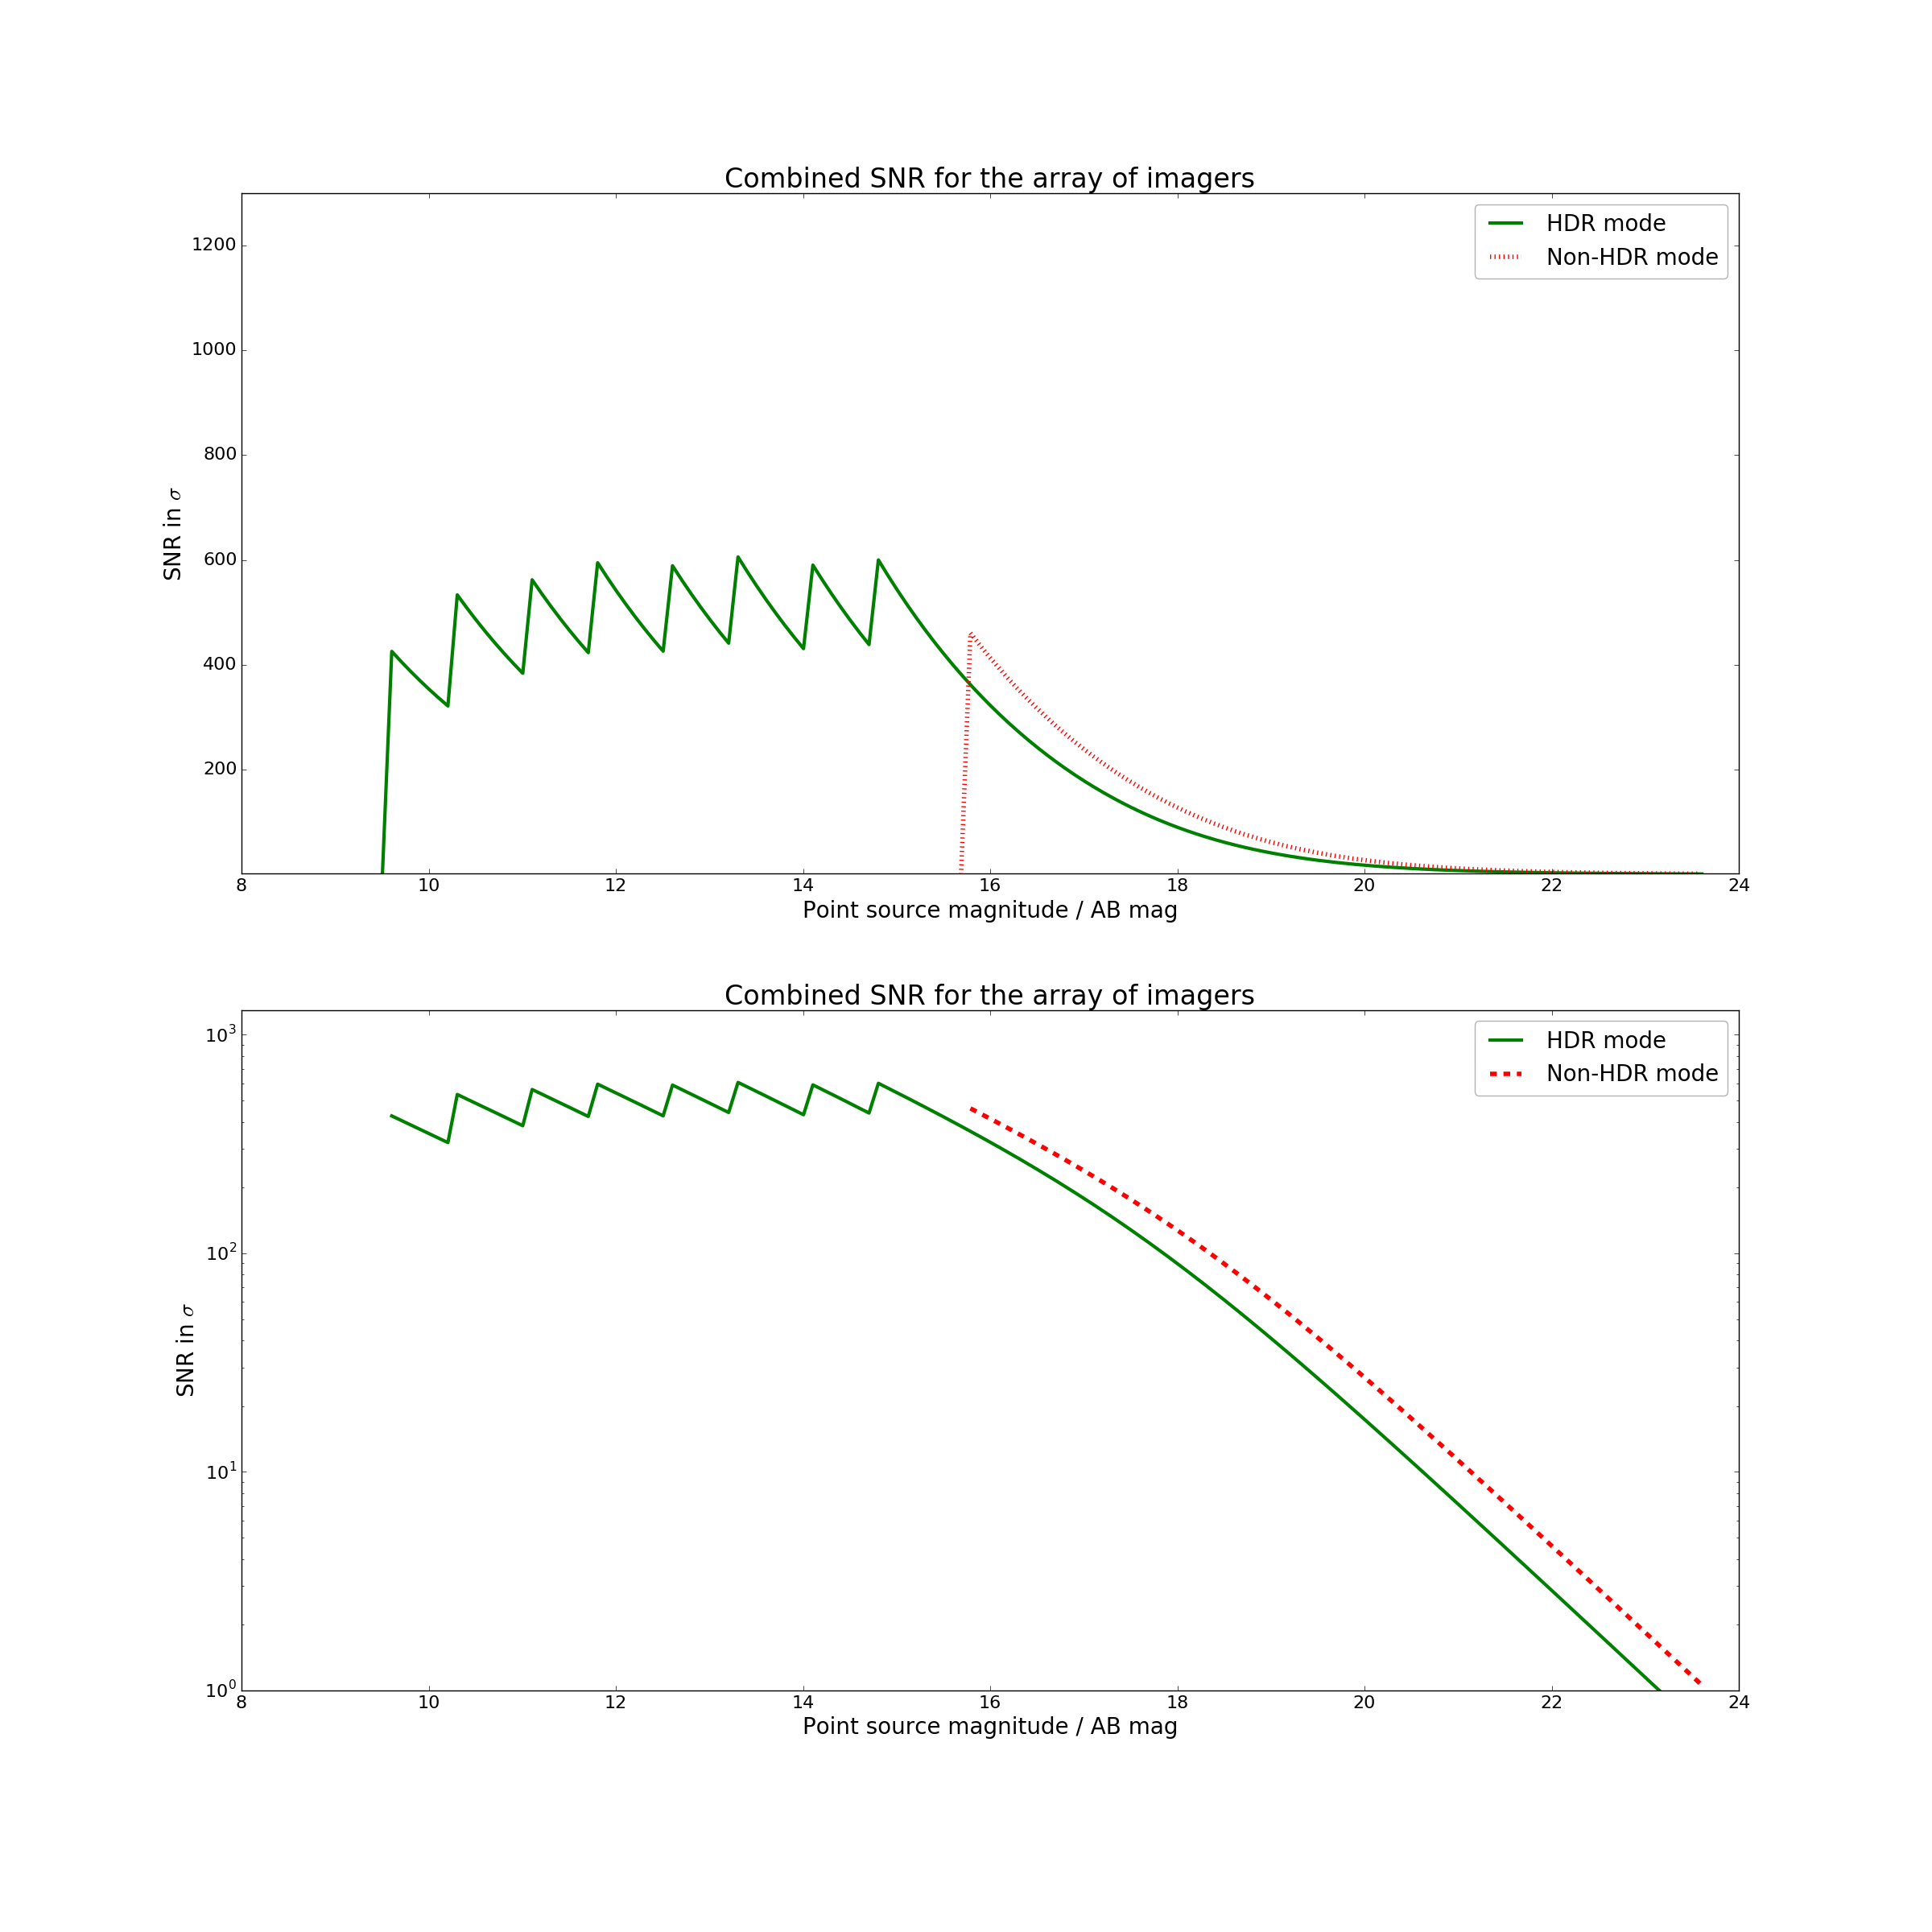 Combined SNR for the array of imagers
1200
1000
800
600
400
200
SNR in σ
HDR mode
Non-HDR mode
8 10 12 14 16 18 20 22 24
Point source magnitude / AB mag
Combined SNR for the array of imagers
10³
10²
10¹
10⁰
SNR in σ
HDR mode
Non-HDR mode
8 10 12 14 16 18 20 22 24
Point source magnitude / AB mag